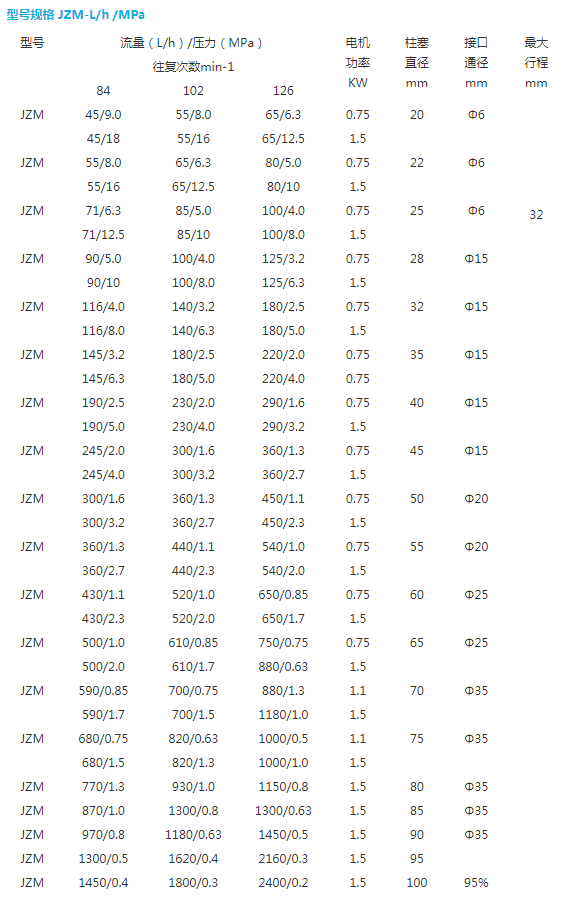 型号规格 JZM-L/h /MPa
型号 流量（L/h）/压力（MPa） 电机 柱塞 接口 最大
往复次数min-1 功率 直径 通径 行程
KW mm mm mm
84 102 126
JZM 45/9.0 55/8.0 65/6.3 0.75 20 Φ6
45/18 55/16 65/12.5 1.5
JZM 55/8.0 65/6.3 80/5.0 0.75 22 Φ6
55/16 65/12.5 80/10 1.5
JZM 71/6.3 85/5.0 100/4.0 0.75 25 Φ6 32
71/12.5 85/10 100/8.0 1.5
JZM 90/5.0 100/4.0 125/3.2 0.75 28 Φ15
90/10 100/8.0 125/6.3 1.5
JZM 116/4.0 140/3.2 180/2.5 0.75 32 Φ15
116/8.0 140/6.3 180/5.0 1.5
JZM 145/3.2 180/2.5 220/2.0 0.75 35 Φ15
145/6.3 180/5.0 220/4.0 0.75
JZM 190/2.5 230/2.0 290/1.6 0.75 40 Φ15
190/5.0 230/4.0 290/3.2 1.5
JZM 245/2.0 300/1.6 360/1.3 0.75 45 Φ15
245/4.0 300/3.2 360/2.7 1.5
JZM 300/1.6 360/1.3 450/1.1 0.75 50 Φ20
300/3.2 360/2.7 450/2.3 1.5
JZM 360/1.3 440/1.1 540/1.0 0.75 55 Φ20
360/2.7 440/2.3 540/2.0 1.5
JZM 430/1.1 520/1.0 650/0.85 0.75 60 Φ25
430/2.3 520/2.0 650/1.7 1.5
JZM 500/1.0 610/0.85 750/0.75 0.75 65 Φ25
500/2.0 610/1.7 880/0.63 1.5
JZM 590/0.85 700/0.75 880/1.3 1.1 70 Φ35
590/1.7 700/1.5 1180/1.0 1.5
JZM 680/0.75 820/0.63 1000/0.5 1.1 75 Φ35
680/1.5 820/1.3 1000/1.0 1.5
JZM 770/1.3 930/1.0 1150/0.8 1.5 80 Φ35
JZM 870/1.0 1300/0.8 1300/0.63 1.5 85 Φ35
JZM 970/0.8 1180/0.63 1450/0.5 1.5 90 Φ35
JZM 1300/0.5 1620/0.4 2160/0.3 1.5 95
JZM 1450/0.4 1800/0.3 2400/0.2 1.5 100 95%